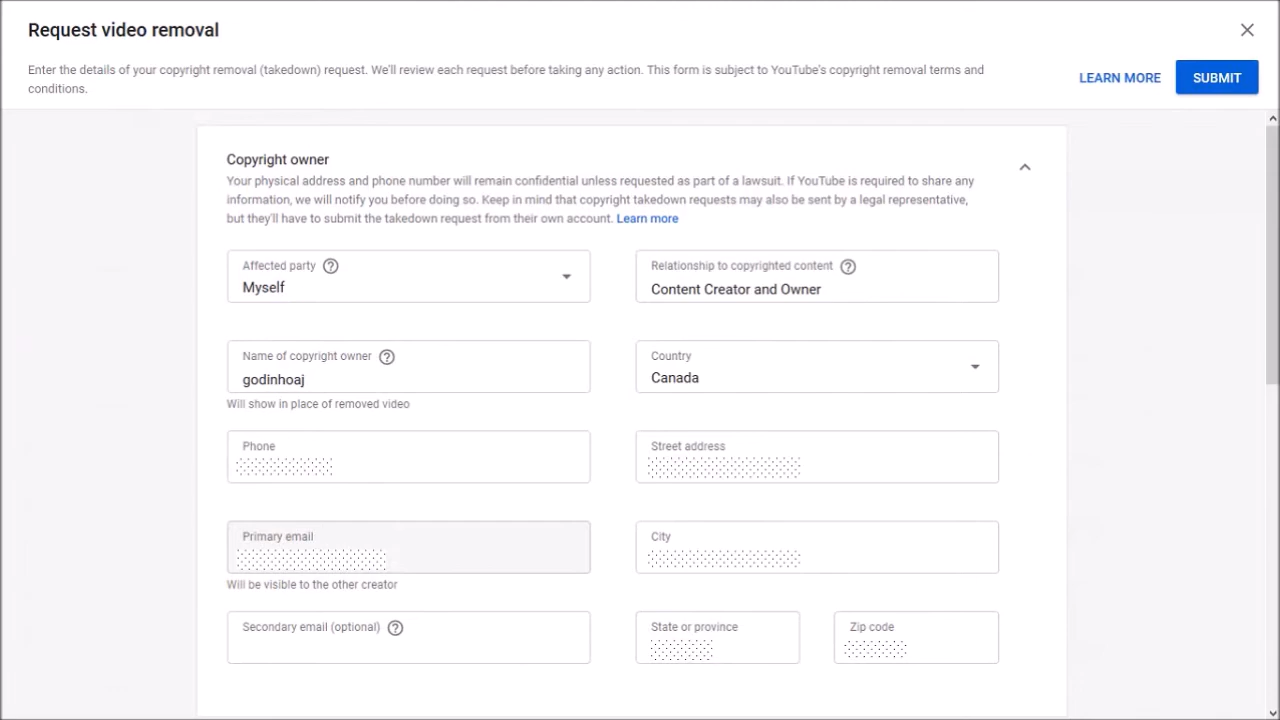 Request video removal
Enter the details of your copyright removal (takedown) request. We'll review each request before taking any action. This form is subject to YouTube's copyright removal terms and
conditions.
LEARN MORE
SUBMIT
Copyright owner
Your physical address and phone number will remain confidential unless requested as part of a lawsuit. If YouTube is required to share any
information, we will notify you before doing so. Keep in mind that copyright takedown requests may also be sent by a legal representative,
but they'll have to submit the takedown request from their own account. Learn more
Affected party
Myself
Relationship to copyrighted content
Content Creator and Owner
Name of copyright owner
godinhoaj
Will show in place of removed video
Country
Canada
Phone
Street address
Primary email
Will be visible to the other creator
City
Secondary email (optional)
State or province
Zip code